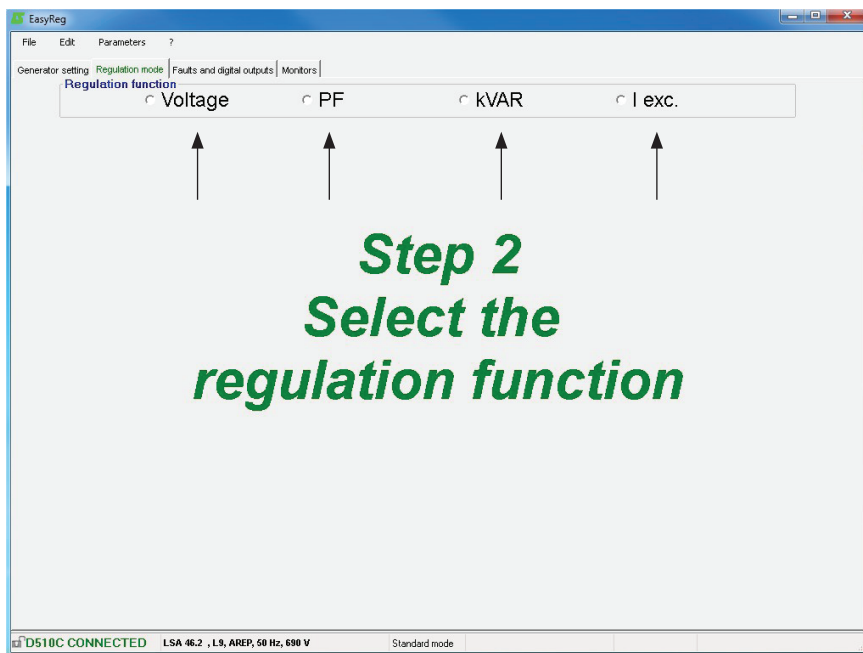 EasyReg
File Edit Parameters ?
Generator setting Regulation mode Faults and digital outputs Monitors
Regulation function
Voltage PF kVAR I exc.
Step 2
Select the
regulation function
D510C CONNECTED LSA 46.2 , L9, AREP, 50 Hz, 690 V Standard mode